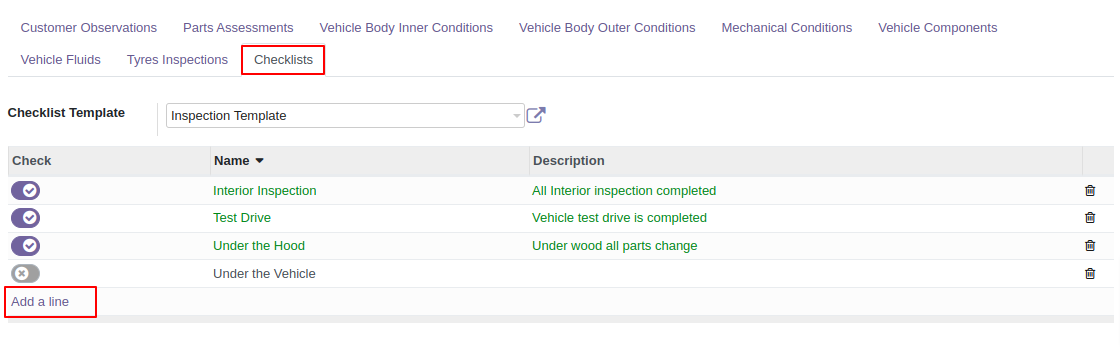 Customer Observations Parts Assessments Vehicle Body Inner Conditions Vehicle Body Outer Conditions Mechanical Conditions Vehicle Components
Vehicle Fluids Tyres Inspections Checklists
Checklist Template Inspection Template
Check Name Description
Interior Inspection All Interior inspection completed
Test Drive Vehicle test drive is completed
Under the Hood Under wood all parts change
Under the Vehicle
Add a line